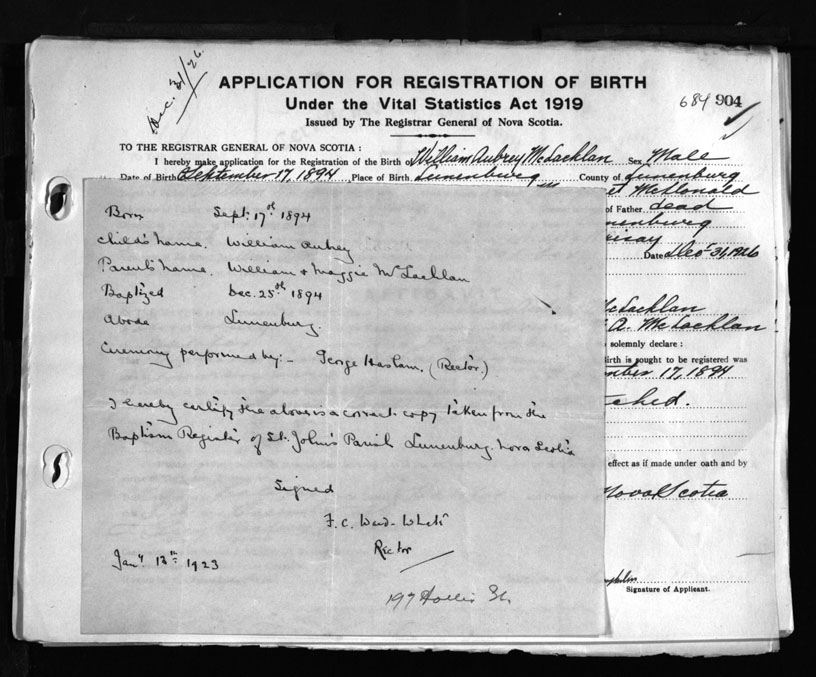 Dec. 31/26.
APPLICATION FOR REGISTRATION OF BIRTH
Under the Vital Statistics Act 1919
684 904
Issued by The Registrar General of Nova Scotia.
TO THE REGISTRAR GENERAL OF NOVA SCOTIA :
I hereby make application for the Registration of the Birth of William Aubrey McLachlan Sex Male
Date of Birth September 17, 1894 Place of Birth Lunenburg County of Lunenburg
et McDonald
of Father dead
nenburg
Date Dec 31, 1926
Born Sept: 17th 1894
Child's name. William Aubrey
Parent's name. William & Maggie McLachlan
Baptized Dec. 25th 1894
Abode Lunenburg.
Ceremony performed by:- George Haslam. (Rector.)
I hereby certify the above is a correct copy taken from the
Baptism Register of St. John's Parish Lunenburg. Nova Scotia
Signed
F. C. Ward-
Rector
Jany 13th 1923
197 Hollis St.
McLachlan
A. McLachlan
solemnly declare :
Birth is sought to be registered was
mber 17, 1894
ched.
effect as if made under oath and by
Nova Scotia
Signature of Applicant.